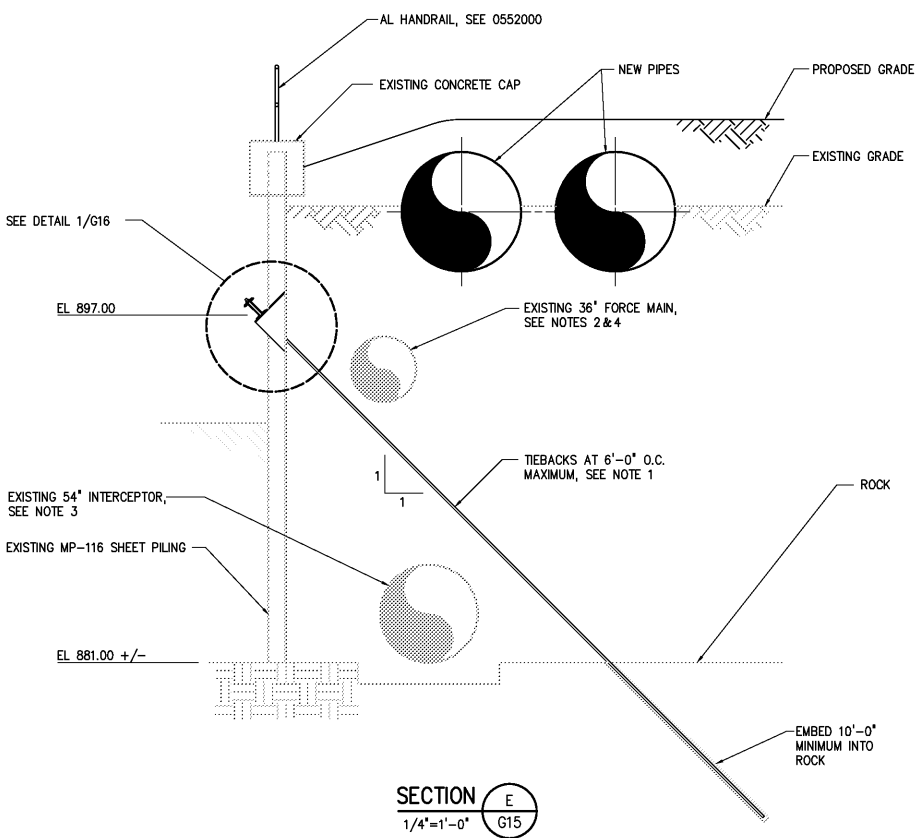 AL HANDRAIL, SEE 0552000
NEW PIPES
PROPOSED GRADE
EXISTING CONCRETE CAP
EXISTING GRADE
SEE DETAIL 1/G16
EL 897.00
EXISTING 36" FORCE MAIN,
SEE NOTES 2&4
TIEBACKS AT 6'-0" O.C.
MAXIMUM, SEE NOTE 1
1
1
ROCK
EXISTING 54" INTERCEPTOR,
SEE NOTE 3
EXISTING MP-116 SHEET PILING
EL 881.00 +/-
EMBED 10'-0"
MINIMUM INTO
ROCK
SECTION
E
1/4"=1'-0"
G15